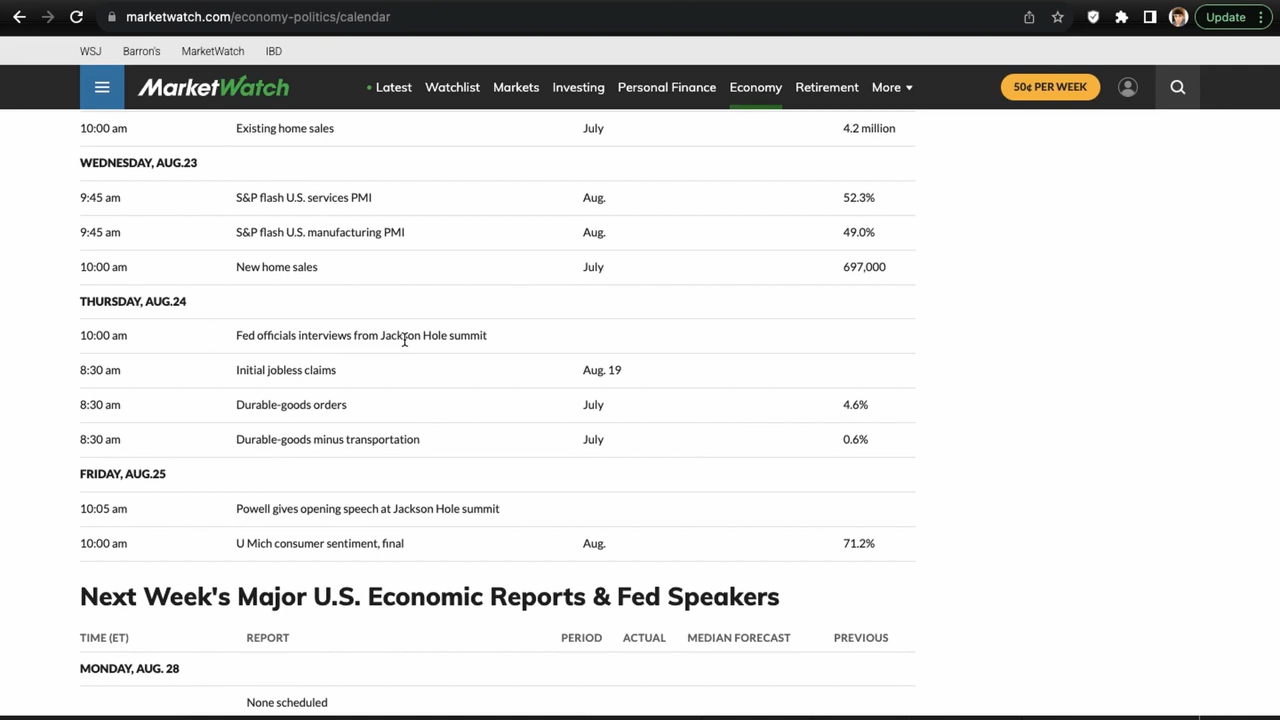 marketwatch.com/economy-politics/calendar Update
WSJ Barron's MarketWatch IBD
MarketWatch Latest Watchlist Markets Investing Personal Finance Economy Retirement More 50¢ PER WEEK
10:00 am Existing home sales July 4.2 million
WEDNESDAY, AUG.23
9:45 am S&P flash U.S. services PMI Aug. 52.3%
9:45 am S&P flash U.S. manufacturing PMI Aug. 49.0%
10:00 am New home sales July 697,000
THURSDAY, AUG.24
10:00 am Fed officials interviews from Jackson Hole summit
8:30 am Initial jobless claims Aug. 19
8:30 am Durable-goods orders July 4.6%
8:30 am Durable-goods minus transportation July 0.6%
FRIDAY, AUG.25
10:05 am Powell gives opening speech at Jackson Hole summit
10:00 am U Mich consumer sentiment, final Aug. 71.2%
Next Week's Major U.S. Economic Reports & Fed Speakers
TIME (ET) REPORT PERIOD ACTUAL MEDIAN FORECAST PREVIOUS
MONDAY, AUG. 28
None scheduled